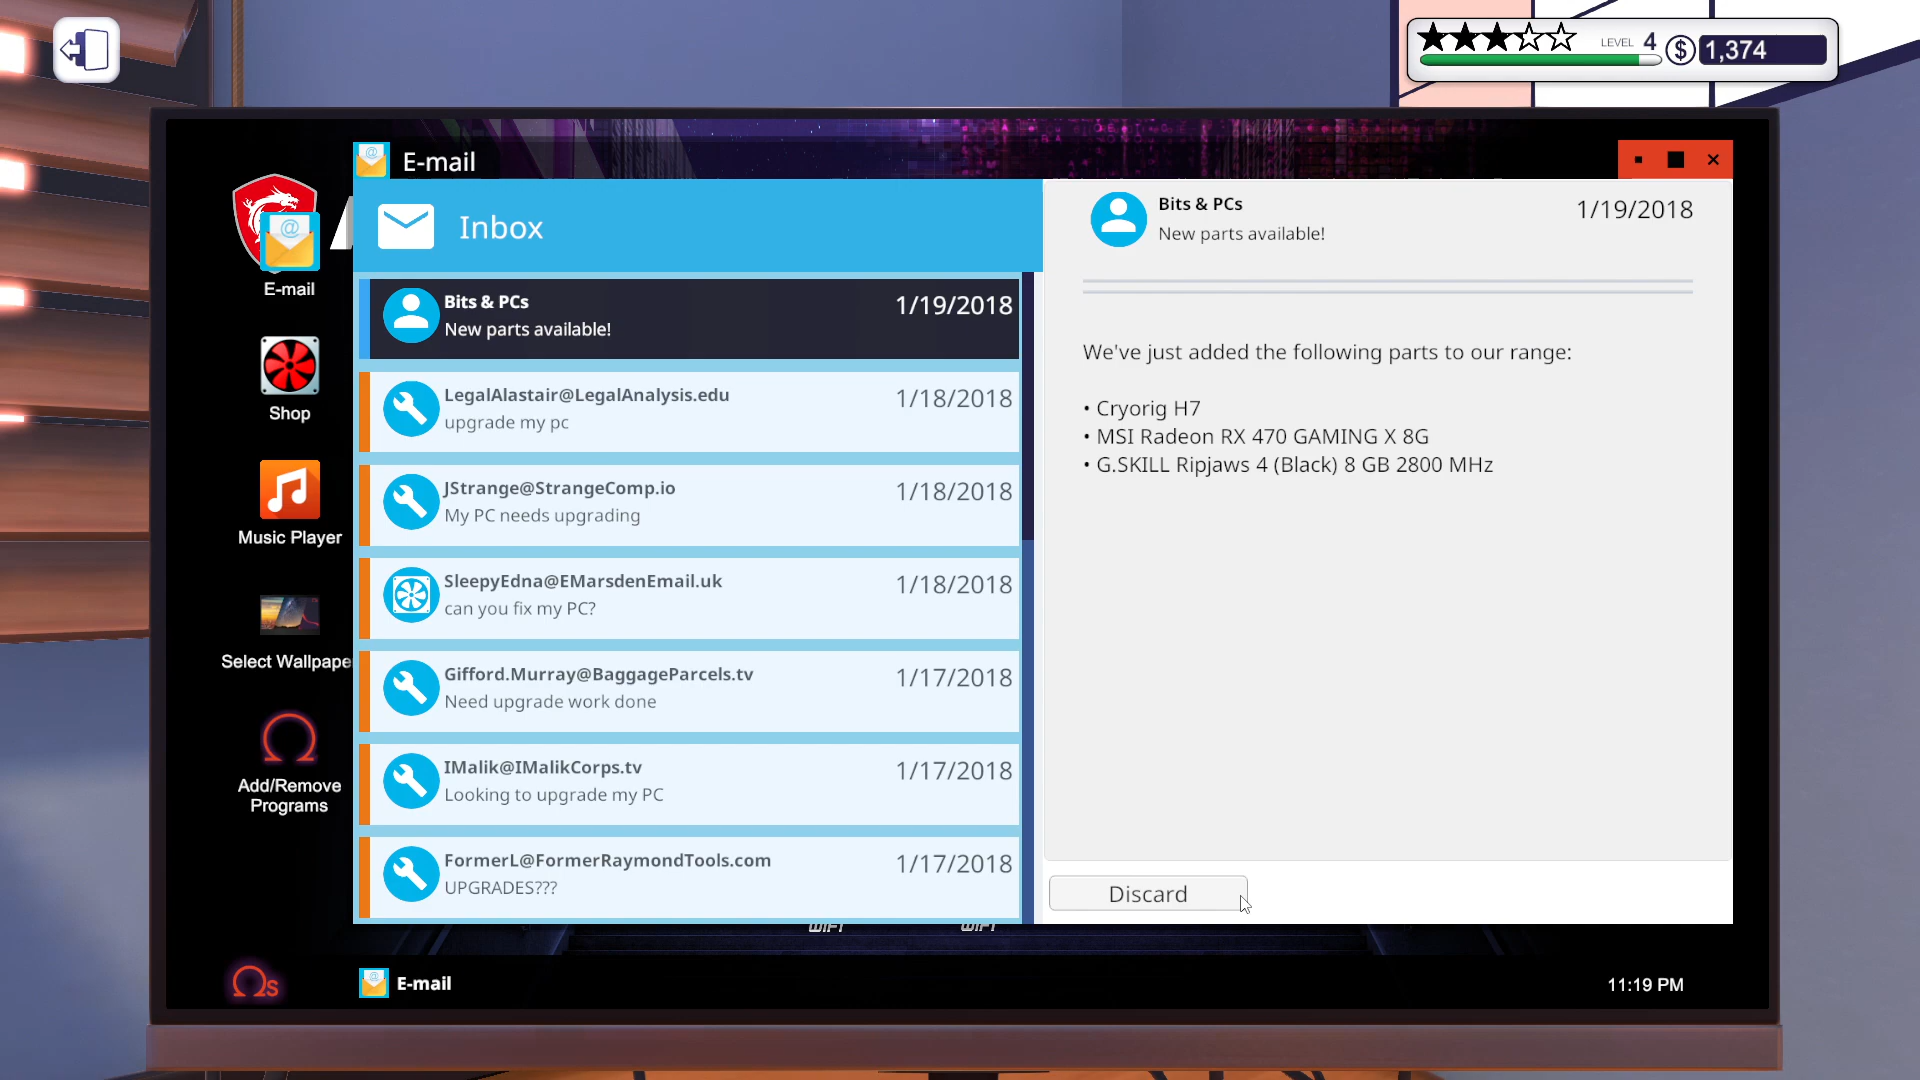 LEVEL 4
$ 1,374
E-mail
Inbox
Bits & PCs
1/19/2018
New parts available!
LegalAlastair@LegalAnalysis.edu
1/18/2018
upgrade my pc
JStrange@StrangeComp.io
1/18/2018
My PC needs upgrading
SleepyEdna@EMarsdenEmail.uk
1/18/2018
can you fix my PC?
Gifford.Murray@BaggageParcels.tv
1/17/2018
Need upgrade work done
IMalik@IMalikCorps.tv
1/17/2018
Looking to upgrade my PC
FormerL@FormerRaymondTools.com
1/17/2018
UPGRADES???
Bits & PCs
1/19/2018
New parts available!
We've just added the following parts to our range:
• Cryorig H7
• MSI Radeon RX 470 GAMING X 8G
• G.SKILL Ripjaws 4 (Black) 8 GB 2800 MHz
Discard
E-mail
Shop
Music Player
Select Wallpape
Add/Remove
Programs
WiFi
WiFi
Ωs
E-mail
11:19 PM